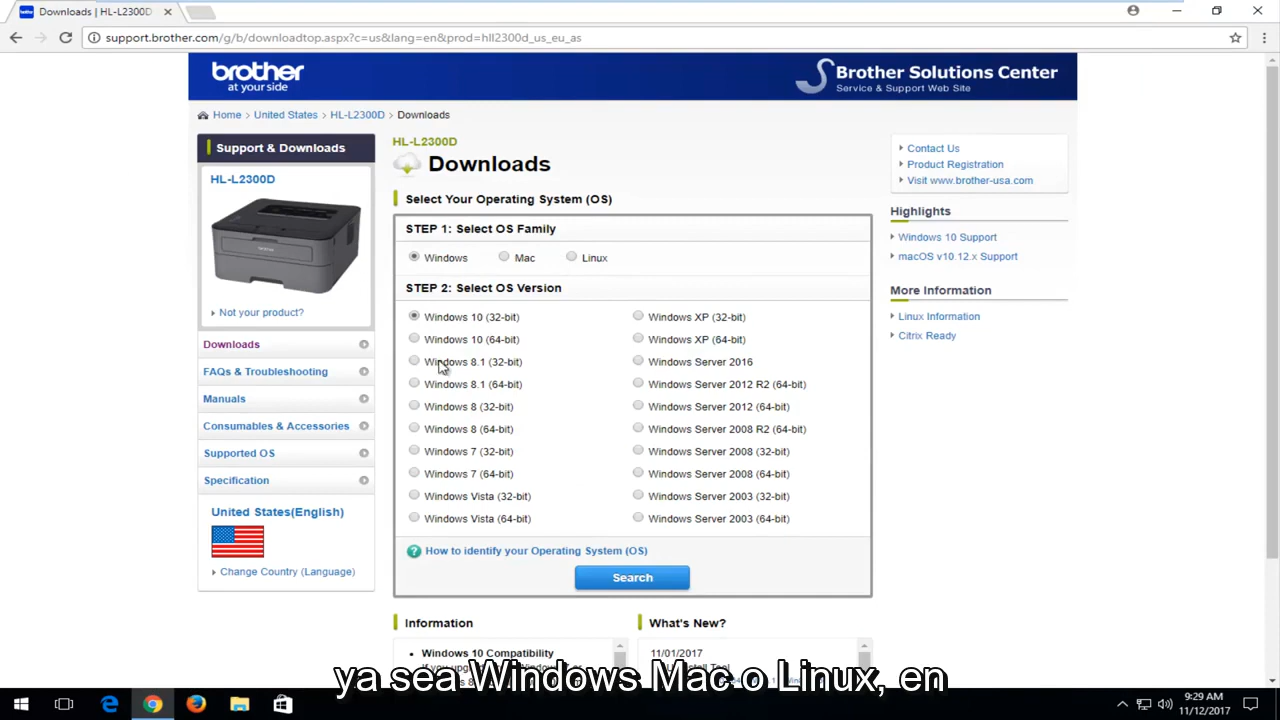 Downloads | HL-L2300D
support.brother.com/g/b/downloadtop.aspx?c=us&lang=en&prod=hll2300d_us_eu_as
brother
at your side
Brother Solutions Center
Service & Support Web Site
Home > United States > HL-L2300D > Downloads
Support & Downloads
HL-L2300D
Not your product?
Downloads
FAQs & Troubleshooting
Manuals
Consumables & Accessories
Supported OS
Specification
United States(English)
Change Country (Language)
HL-L2300D
Downloads
Select Your Operating System (OS)
STEP 1: Select OS Family
Windows Mac Linux
STEP 2: Select OS Version
Windows 10 (32-bit)
Windows 10 (64-bit)
Windows 8.1 (32-bit)
Windows 8.1 (64-bit)
Windows 8 (32-bit)
Windows 8 (64-bit)
Windows 7 (32-bit)
Windows 7 (64-bit)
Windows Vista (32-bit)
Windows Vista (64-bit)
Windows XP (32-bit)
Windows XP (64-bit)
Windows Server 2016
Windows Server 2012 R2 (64-bit)
Windows Server 2012 (64-bit)
Windows Server 2008 R2 (64-bit)
Windows Server 2008 (32-bit)
Windows Server 2008 (64-bit)
Windows Server 2003 (32-bit)
Windows Server 2003 (64-bit)
? How to identify your Operating System (OS)
Search
Information
Windows 10 Compatibility
What's New?
11/01/2017
Contact Us
Product Registration
Visit www.brother-usa.com
Highlights
Windows 10 Support
macOS v10.12.x Support
More Information
Linux Information
Citrix Ready
ya sea Windows Mac o Linux, en
9:29 AM
11/12/2017